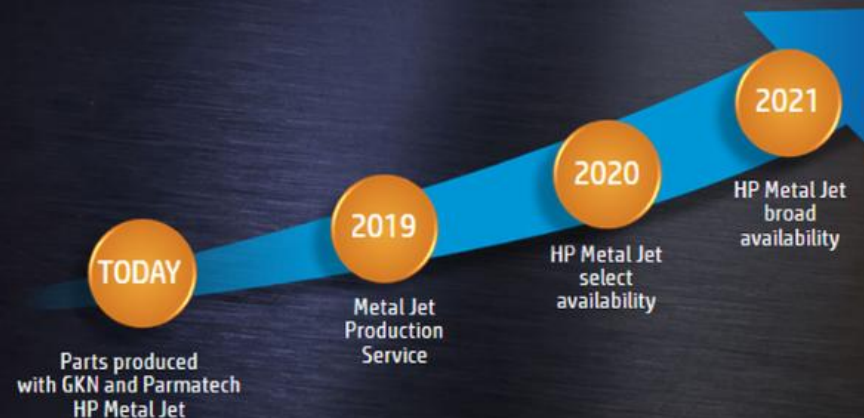 TODAY
Parts produced
with GKN and Parmatech
HP Metal Jet
2019
Metal Jet
Production
Service
2020
HP Metal Jet
select
availability
2021
HP Metal Jet
broad
availability